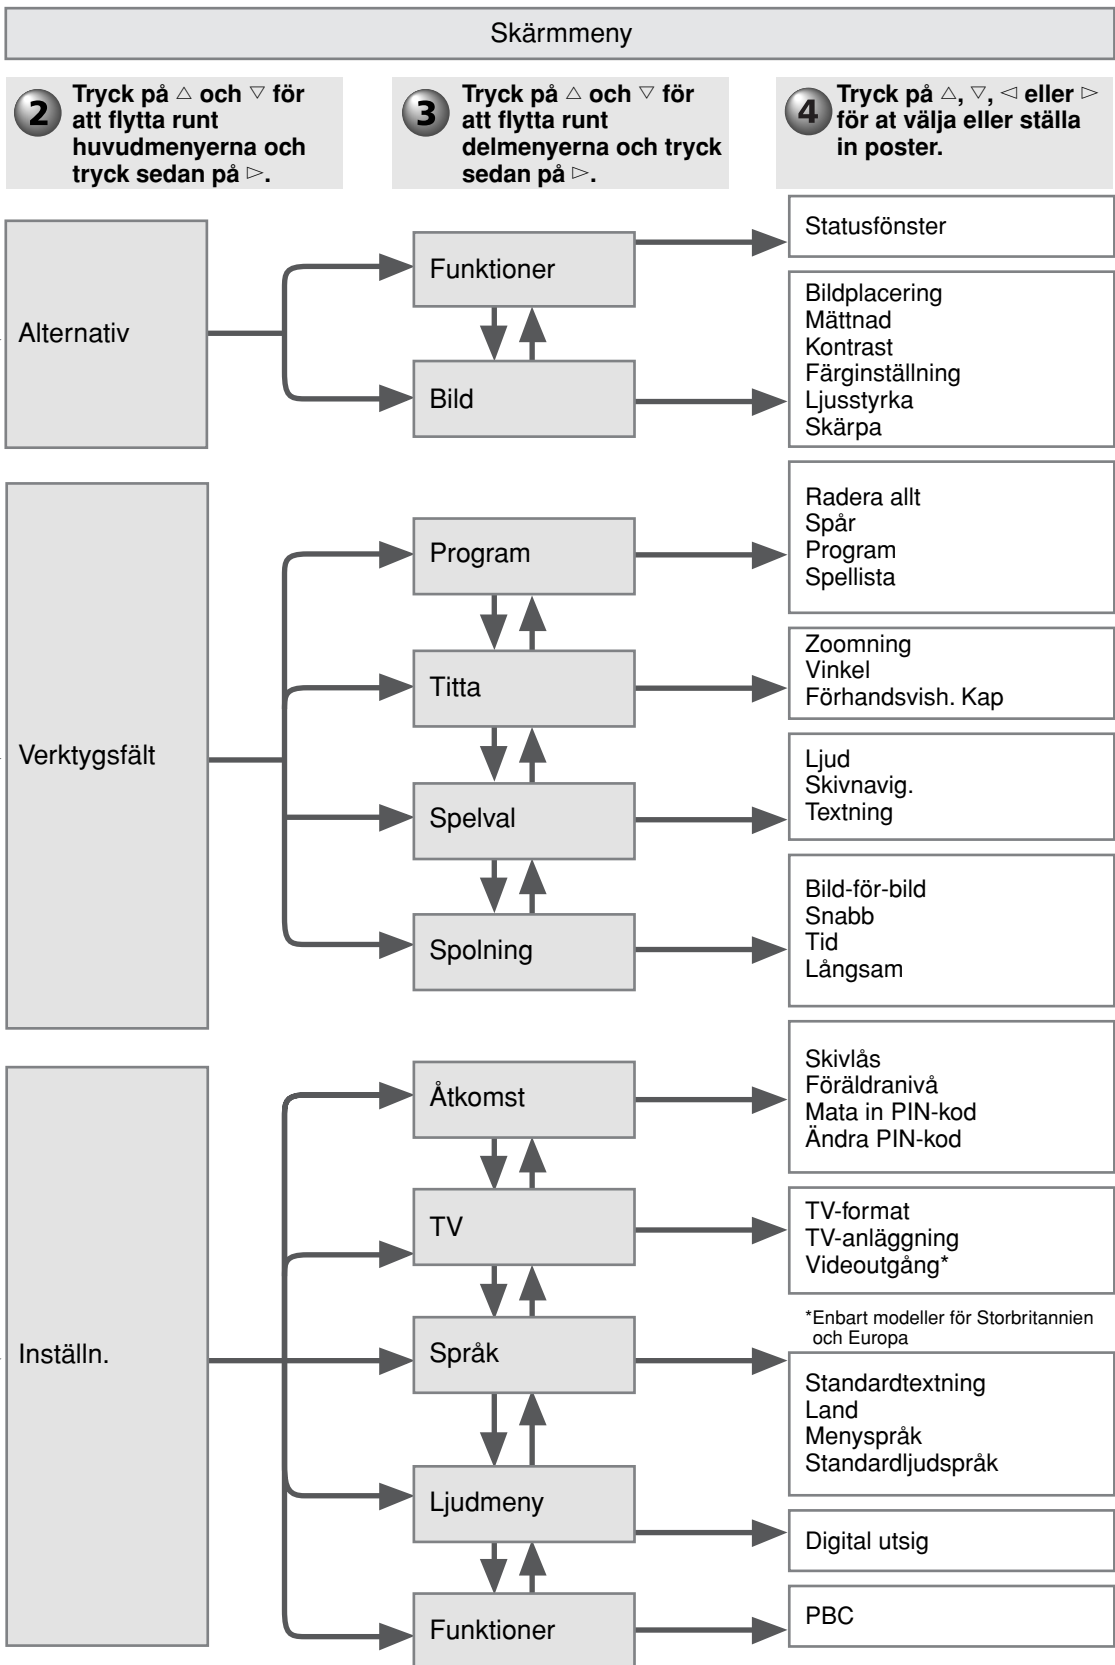 Skärmmeny
2 Tryck på △ och ▽ för
att flytta runt
huvudmenyerna och
tryck sedan på ▷.
3 Tryck på △ och ▽ för
att flytta runt
delmenyerna och tryck
sedan på ▷.
4 Tryck på △, ▽, ◁ eller ▷
för at välja eller ställa
in poster.
Alternativ
Funktioner
Statusfönster
Bild
Bildplacering
Mättnad
Kontrast
Färginställning
Ljusstyrka
Skärpa
Verktygsfält
Program
Radera allt
Spår
Program
Spellista
Titta
Zoomning
Vinkel
Förhandsvish. Kap
Spelval
Ljud
Skivnavig.
Textning
Spolning
Bild-för-bild
Snabb
Tid
Långsam
Inställn.
Åtkomst
Skivlås
Föräldranivå
Mata in PIN-kod
Ändra PIN-kod
TV
TV-format
TV-anläggning
Videoutgång*
*Enbart modeller för Storbritannien
och Europa
Språk
Standardtextning
Land
Menyspråk
Standardljudspråk
Ljudmeny
Digital utsig
Funktioner
PBC